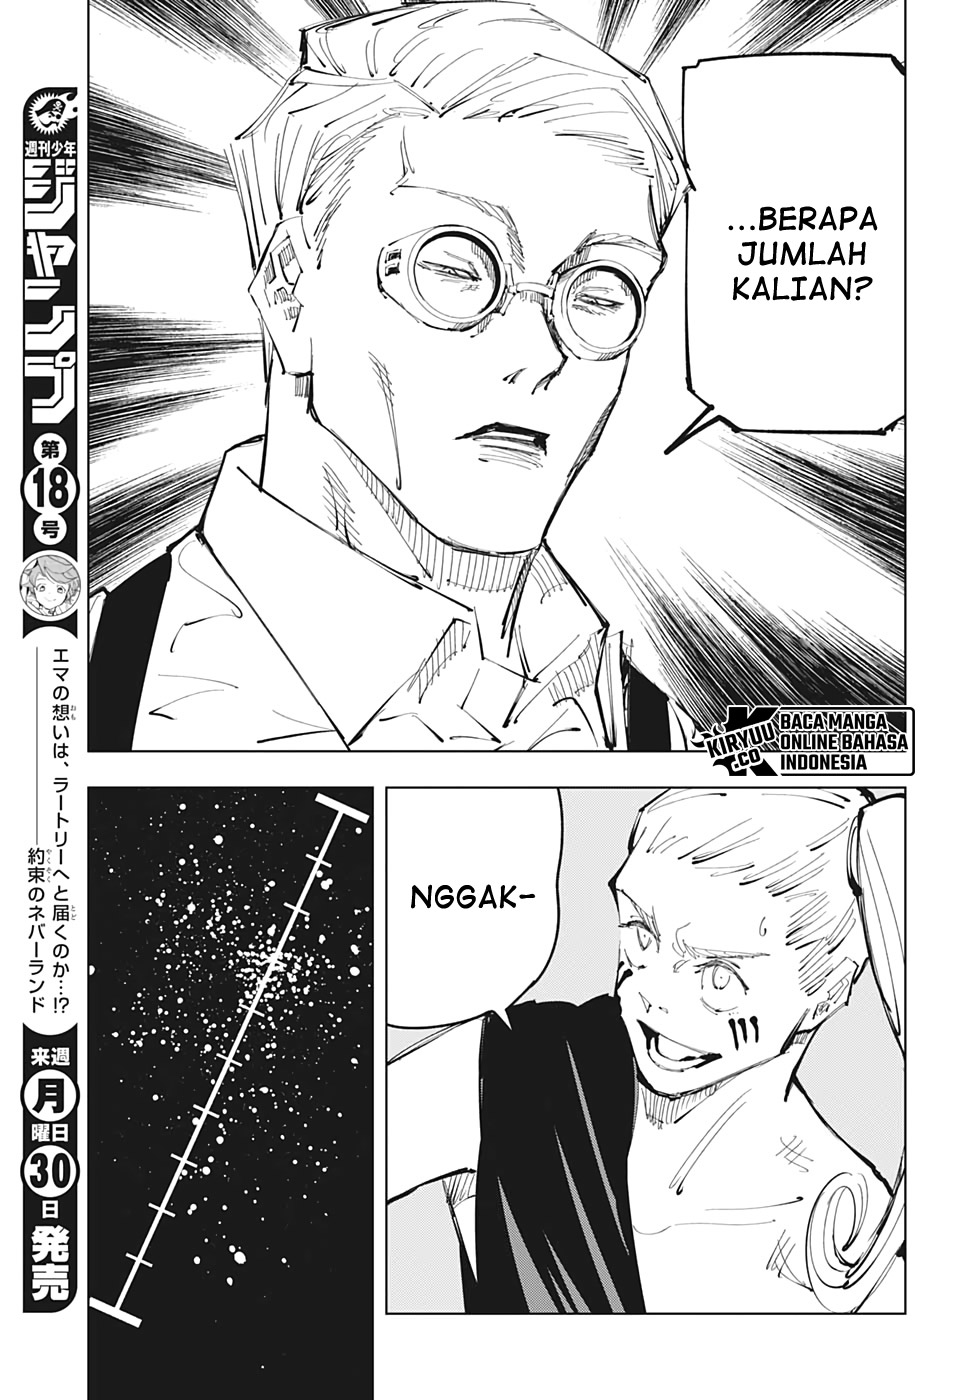 ...BERAPA
JUMLAH
KALIAN?
KIRYUU
.CO
BACA MANGA
ONLINE BAHASA
INDONESIA
NGGAK-
週刊少年
ジャンプ
第
18
号
エマの想いは、ラートリーへと届くのか…!?
約束のネバーランド
来週
月
曜日
30
日
発売